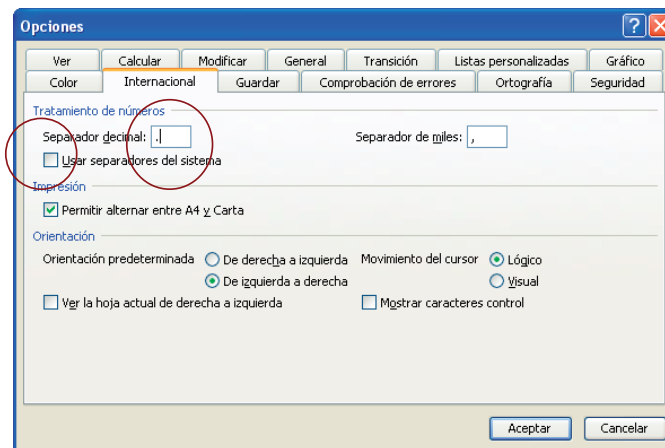 Opciones
Ver Calcular Modificar General Transición Listas personalizadas Gráfico
Color Internacional Guardar Comprobación de errores Ortografía Seguridad
Tratamiento de números
Separador decimal: . Separador de miles: ,
Usar separadores del sistema
Impresión
Permitir alternar entre A4 y Carta
Orientación
Orientación predeterminada De derecha a izquierda Movimiento del cursor Lógico
De izquierda a derecha Visual
Ver la hoja actual de derecha a izquierda Mostrar caracteres control
Aceptar Cancelar